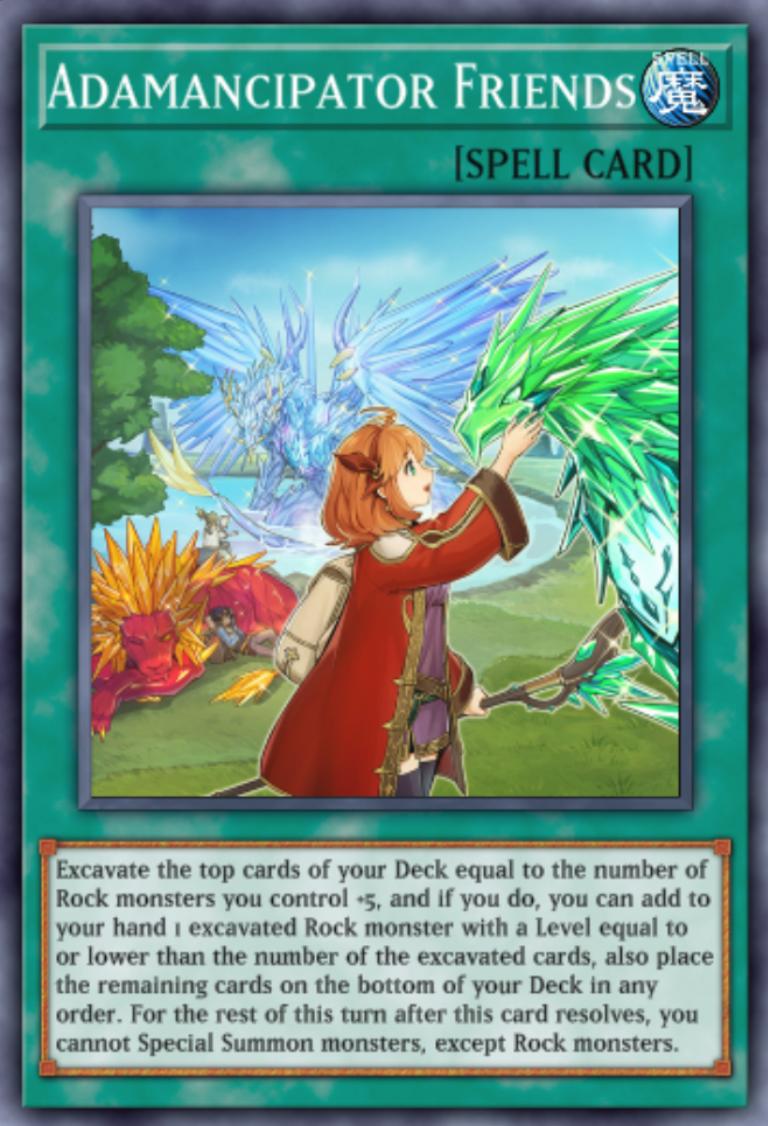 ADAMANCIPATOR FRIENDS
SPELL
魔
[SPELL CARD]
Excavate the top cards of your Deck equal to the number of
Rock monsters you control +5, and if you do, you can add to
your hand 1 excavated Rock monster with a Level equal to
or lower than the number of the excavated cards, also place
the remaining cards on the bottom of your Deck in any
order. For the rest of this turn after this card resolves, you
cannot Special Summon monsters, except Rock monsters.